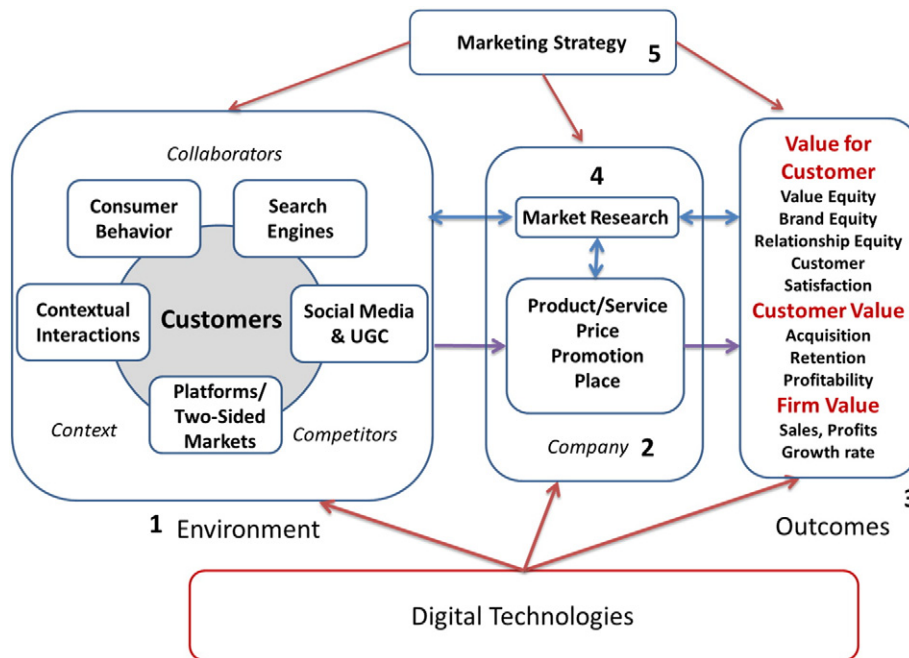 Marketing Strategy
5
Collaborators
Consumer
Behavior
Search
Engines
Contextual
Interactions
Customers
Social Media
& UGC
Platforms/
Two-Sided
Markets
Context
Competitors
1 Environment
4
Market Research
Product/Service
Price
Promotion
Place
Company 2
Value for
Customer
Value Equity
Brand Equity
Relationship Equity
Customer
Satisfaction
Customer Value
Acquisition
Retention
Profitability
Firm Value
Sales, Profits
Growth rate
3
Outcomes
Digital Technologies